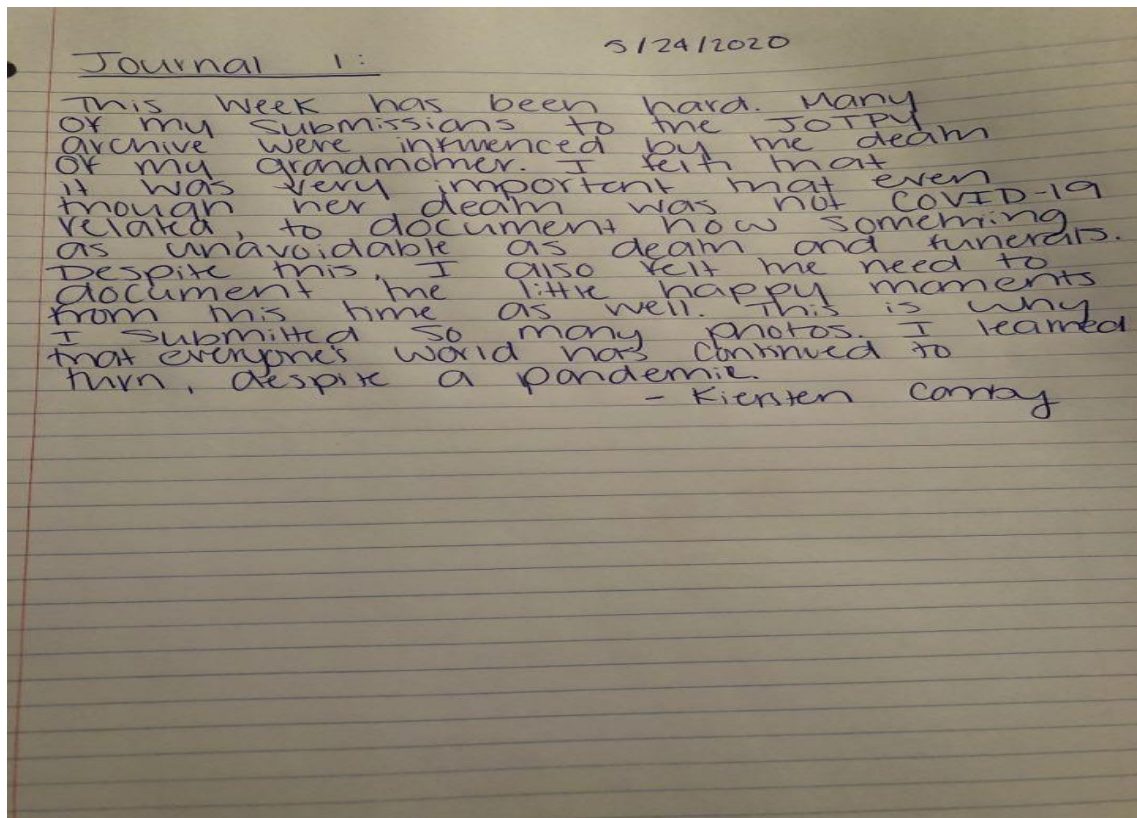 Journal 1:
5/24/2020
This week has been hard. Many
of my submissions to the JOTPY
archive were influenced by the death
of my grandmother. I felt that
it was very important that even
though her death was not COVID-19
related, to document how something
as unavoidable as death and funerals.
Despite this, I also felt the need to
document the little happy moments
from this time as well. This is why
I submitted so many photos. I learned
that everyone's world has continued to
turn, despite a pandemic.
- Kiersten